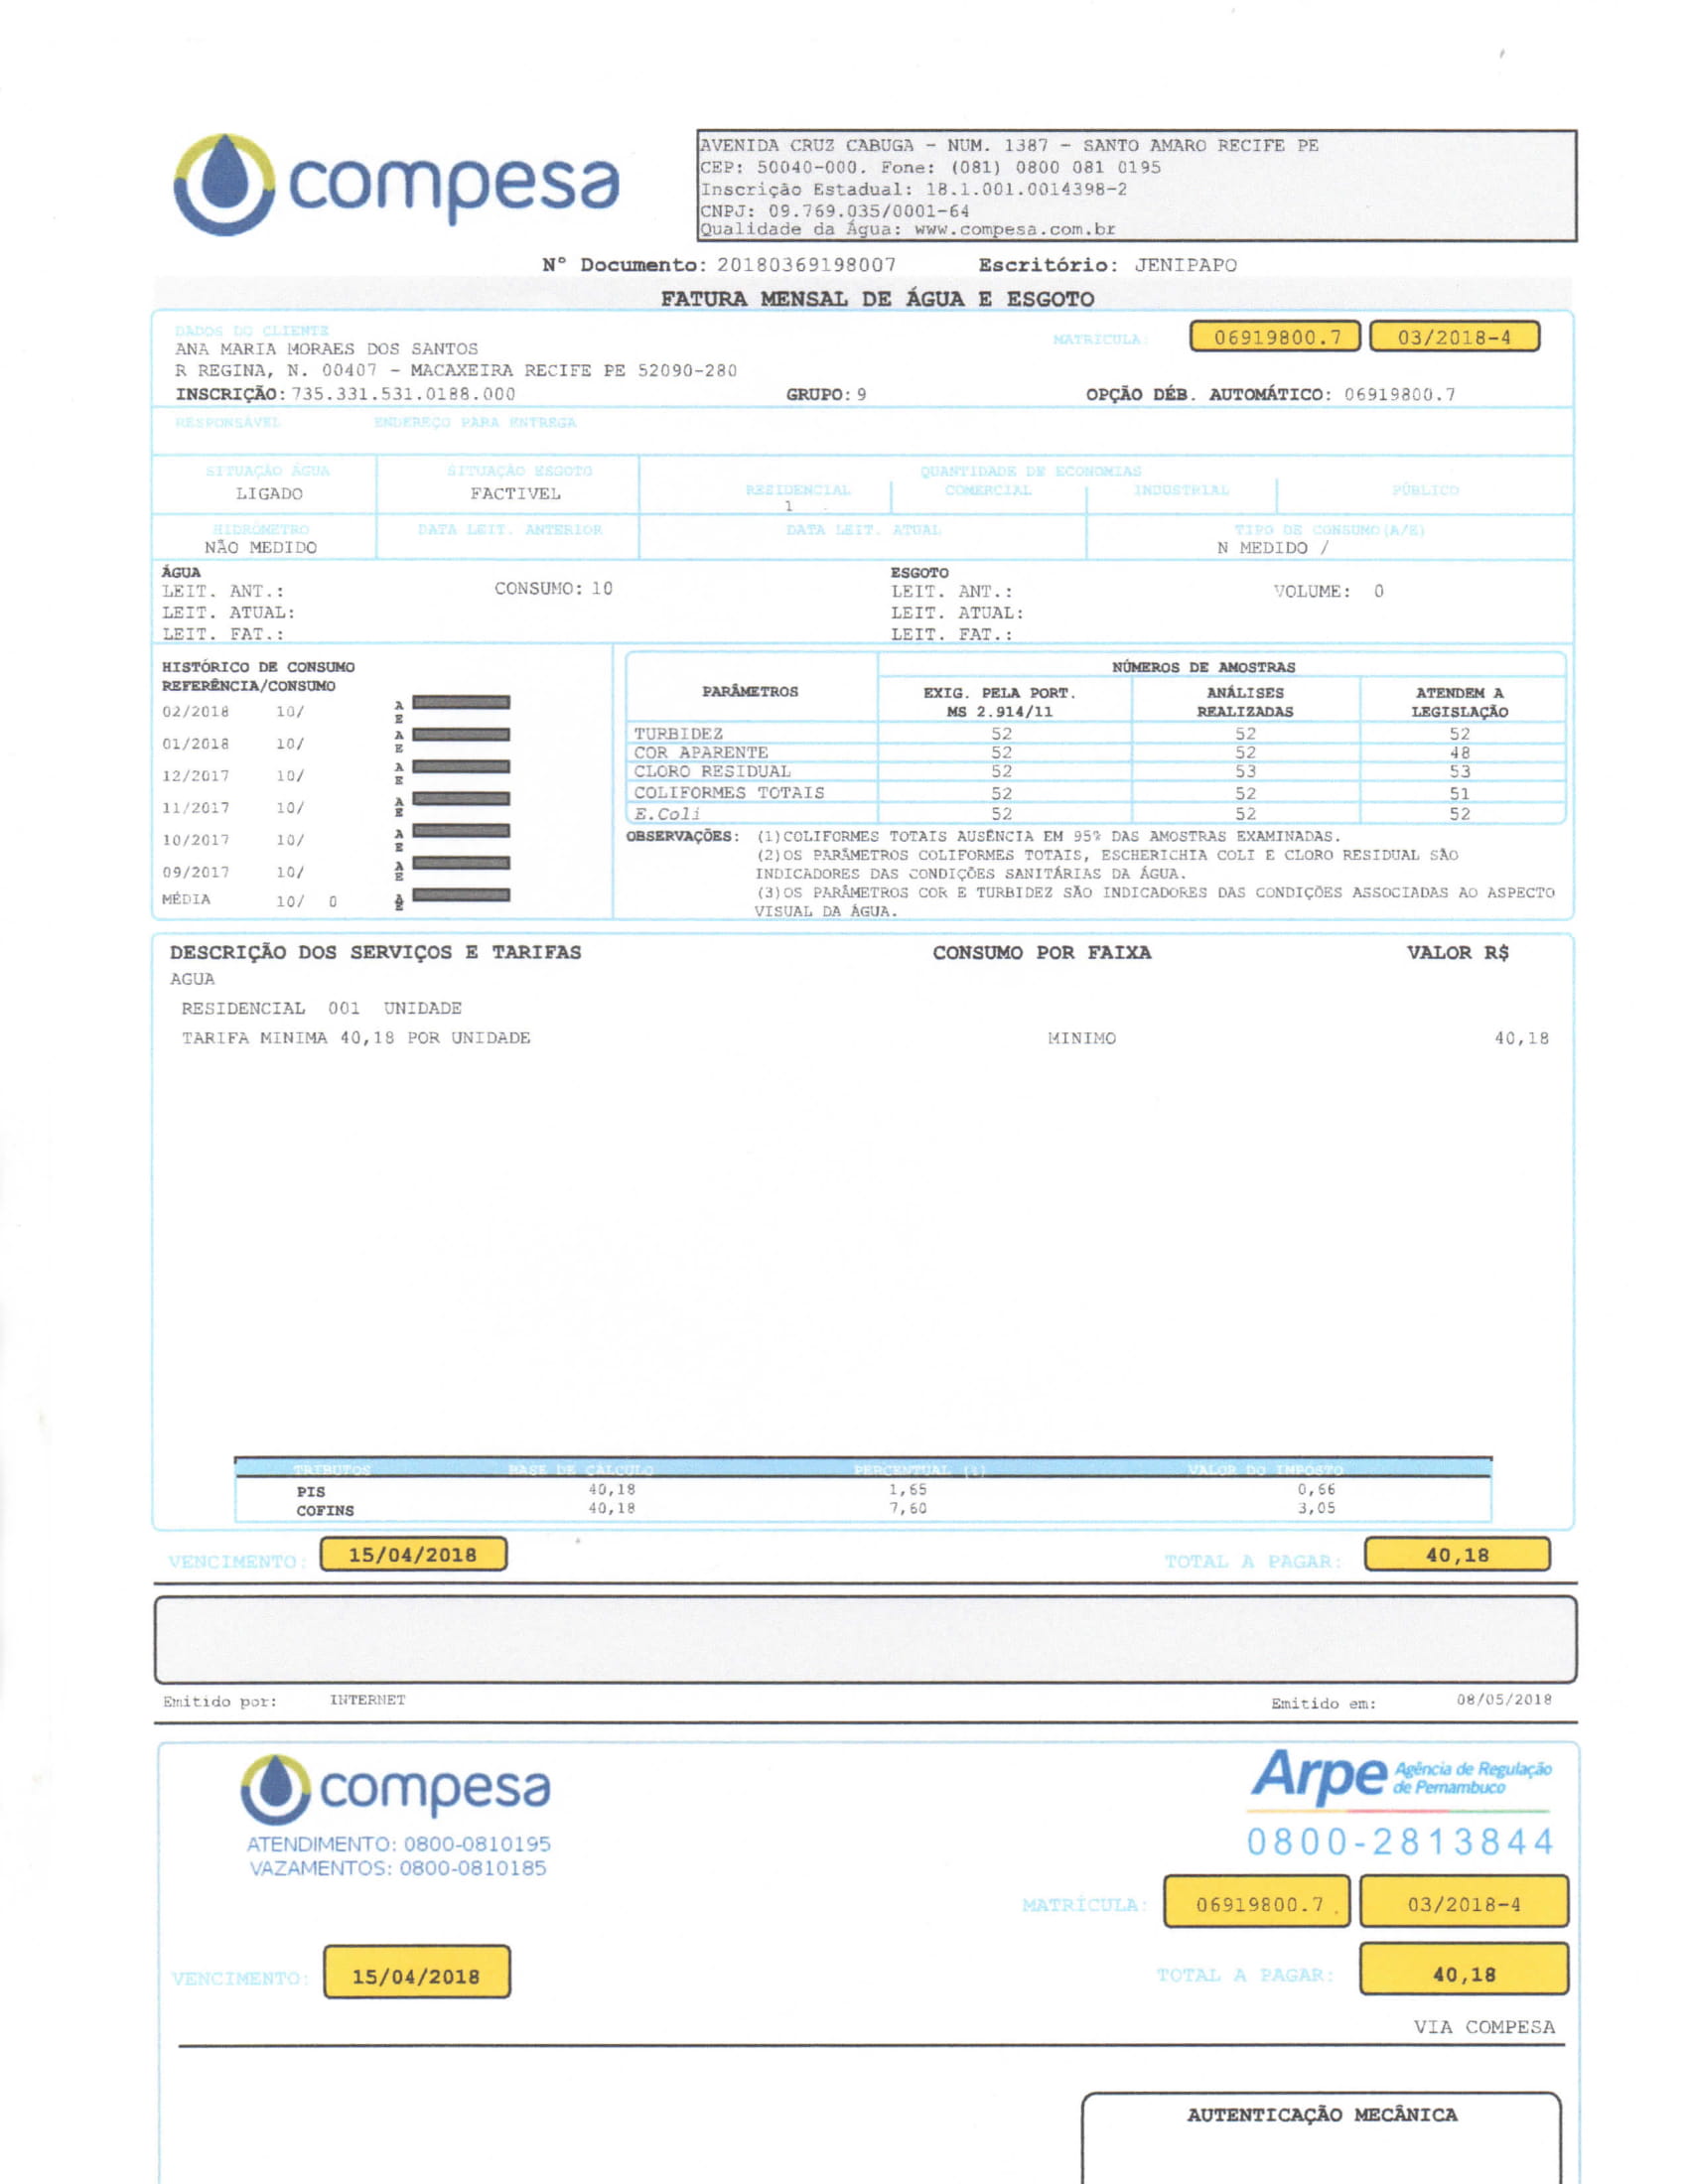 compesa
AVENIDA CRUZ CABUGA - NUM. 1387 - SANTO AMARO RECIFE PE
CEP: 50040-000. Fone: (081) 0800 081 0195
Inscrição Estadual: 18.1.001.0014398-2
CNPJ: 09.769.035/0001-64
Qualidade da Água: www.compesa.com.br
N° Documento: 20180369198007 Escritório: JENIPAPO
FATURA MENSAL DE ÁGUA E ESGOTO
DADOS DO CLIENTE
ANA MARIA MORAES DOS SANTOS
MATRICULA: 06919800.7 03/2018-4
R REGINA, N. 00407 - MACAXEIRA RECIFE PE 52090-280
INSCRIÇÃO: 735.331.531.0188.000 GRUPO: 9 OPÇÃO DÉB. AUTOMÁTICO: 06919800.7
RESPONSÁVEL ENDEREÇO PARA ENTREGA
SITUAÇÃO ÁGUA SITUAÇÃO ESGOTO QUANTIDADE DE ECONOMIAS
LIGADO FACTIVEL RESIDENCIAL COMERCIAL INDUSTRIAL PÚBLICO
1
HIDRÔMETRO DATA LEIT. ANTERIOR DATA LEIT. ATUAL TIPO DE CONSUMO(A/E)
NÃO MEDIDO N MEDIDO /
ÁGUA ESGOTO
LEIT. ANT.: CONSUMO: 10 LEIT. ANT.: VOLUME: 0
LEIT. ATUAL: LEIT. ATUAL:
LEIT. FAT.: LEIT. FAT.:
HISTÓRICO DE CONSUMO
REFERÊNCIA/CONSUMO
02/2018 10/ A E
01/2018 10/ A E
12/2017 10/ A E
11/2017 10/ A E
10/2017 10/ A E
09/2017 10/ A E
MÉDIA 10/ 0 A E
NÚMEROS DE AMOSTRAS
PARÂMETROS EXIG. PELA PORT. ANÁLISES ATENDEM A
MS 2.914/11 REALIZADAS LEGISLAÇÃO
TURBIDEZ 52 52 52
COR APARENTE 52 52 48
CLORO RESIDUAL 52 53 53
COLIFORMES TOTAIS 52 52 51
E.Coli 52 52 52
OBSERVAÇÕES: (1)COLIFORMES TOTAIS AUSÊNCIA EM 95% DAS AMOSTRAS EXAMINADAS.
(2)OS PARÂMETROS COLIFORMES TOTAIS, ESCHERICHIA COLI E CLORO RESIDUAL SÃO
INDICADORES DAS CONDIÇÕES SANITÁRIAS DA ÁGUA.
(3)OS PARÂMETROS COR E TURBIDEZ SÃO INDICADORES DAS CONDIÇÕES ASSOCIADAS AO ASPECTO
VISUAL DA ÁGUA.
DESCRIÇÃO DOS SERVIÇOS E TARIFAS CONSUMO POR FAIXA VALOR R$
AGUA
RESIDENCIAL 001 UNIDADE
TARIFA MINIMA 40,18 POR UNIDADE MINIMO 40,18
TRIBUTOS BASE DE CÁLCULO PERCENTUAL (%) VALOR DO IMPOSTO
PIS 40,18 1,65 0,66
COFINS 40,18 7,60 3,05
VENCIMENTO: 15/04/2018 TOTAL A PAGAR: 40,18
Emitido por: INTERNET Emitido em: 08/05/2018
compesa
ATENDIMENTO: 0800-0810195
VAZAMENTOS: 0800-0810185
Arpe Agência de Regulação
de Pernambuco
0800-2813844
MATRÍCULA: 06919800.7 03/2018-4
VENCIMENTO: 15/04/2018 TOTAL A PAGAR: 40,18
VIA COMPESA
AUTENTICAÇÃO MECÂNICA